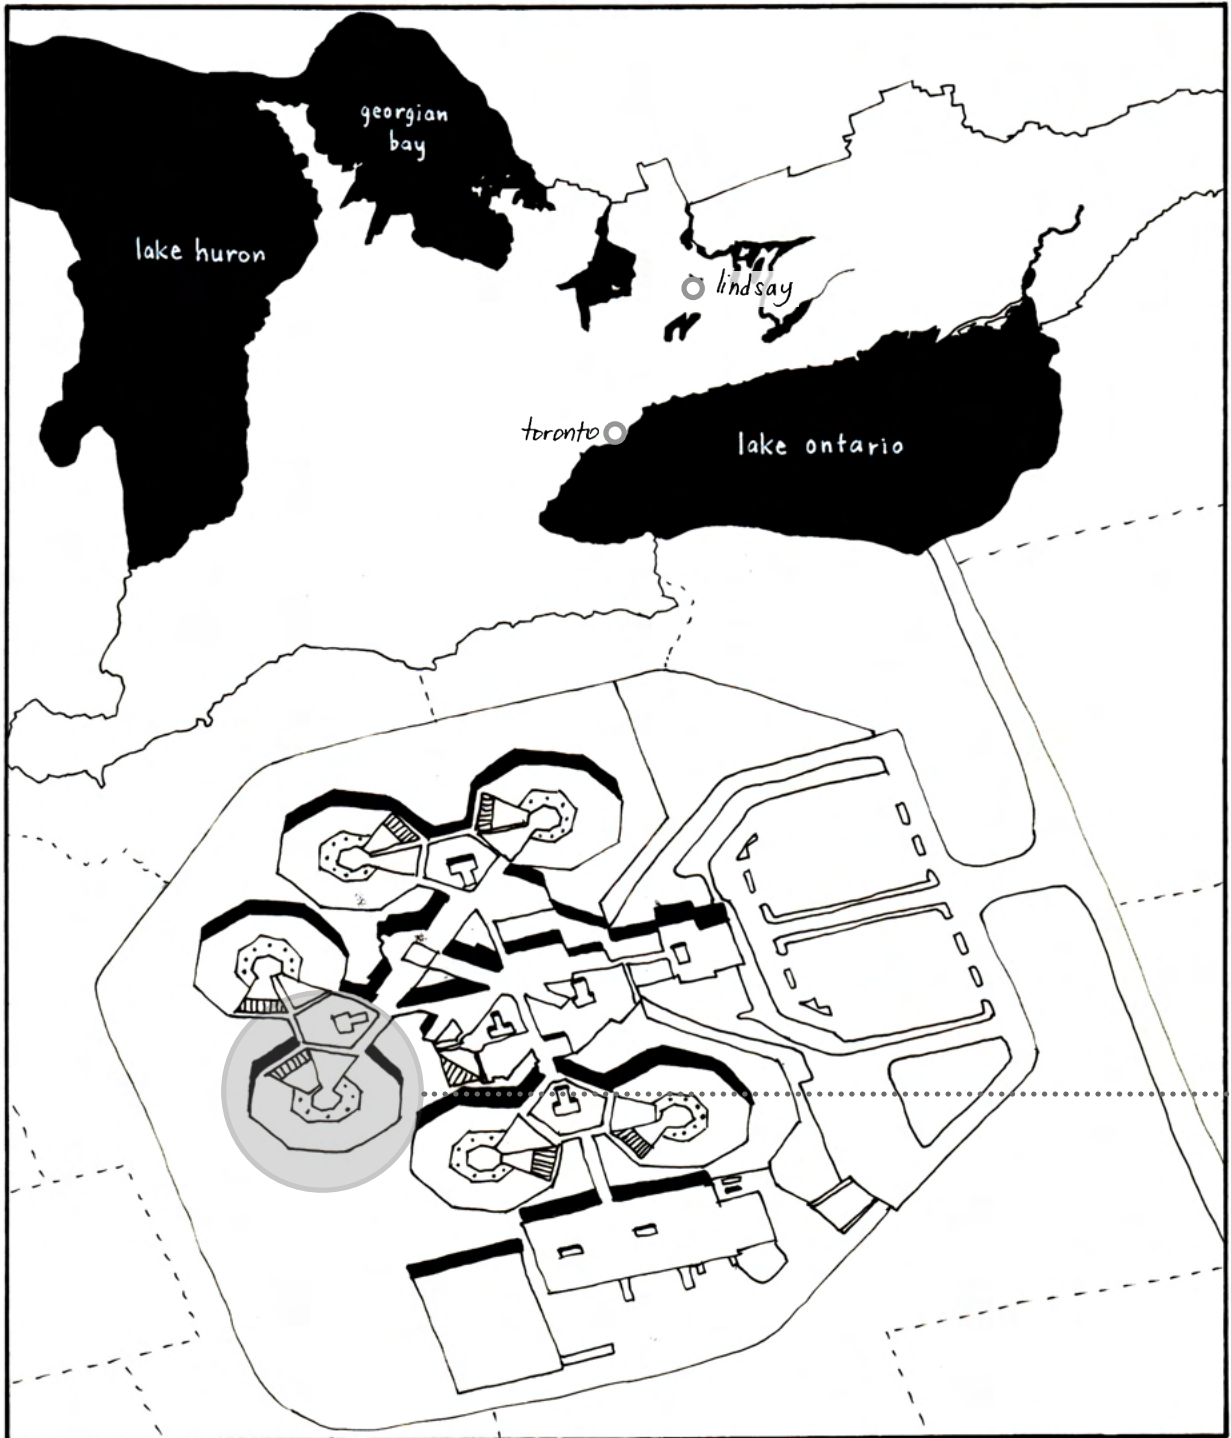 georgian
bay
lake huron
lindsay
toronto
lake ontario